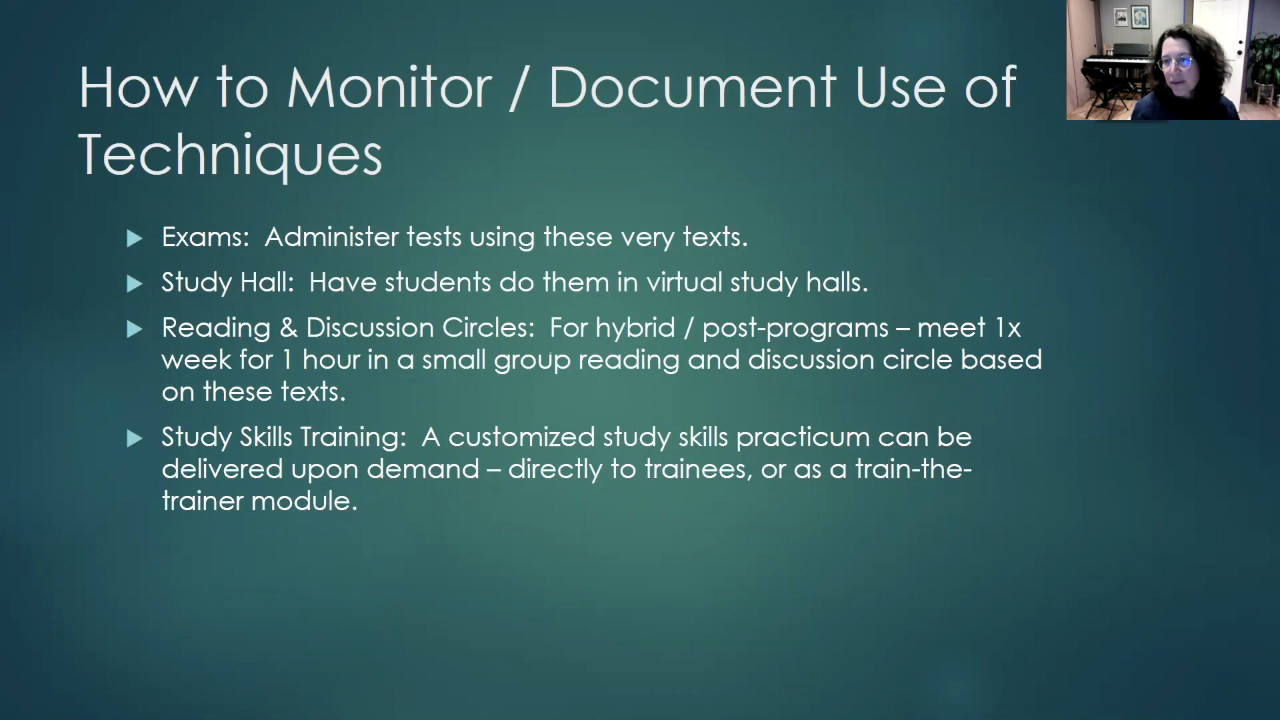 How to Monitor / Document Use of
Techniques
Exams:  Administer tests using these very texts.
Study Hall:  Have students do them in virtual study halls.
Reading & Discussion Circles:  For hybrid / post-programs – meet 1x
week for 1 hour in a small group reading and discussion circle based
on these texts.
Study Skills Training:  A customized study skills practicum can be
delivered upon demand – directly to trainees, or as a train-the-
trainer module.